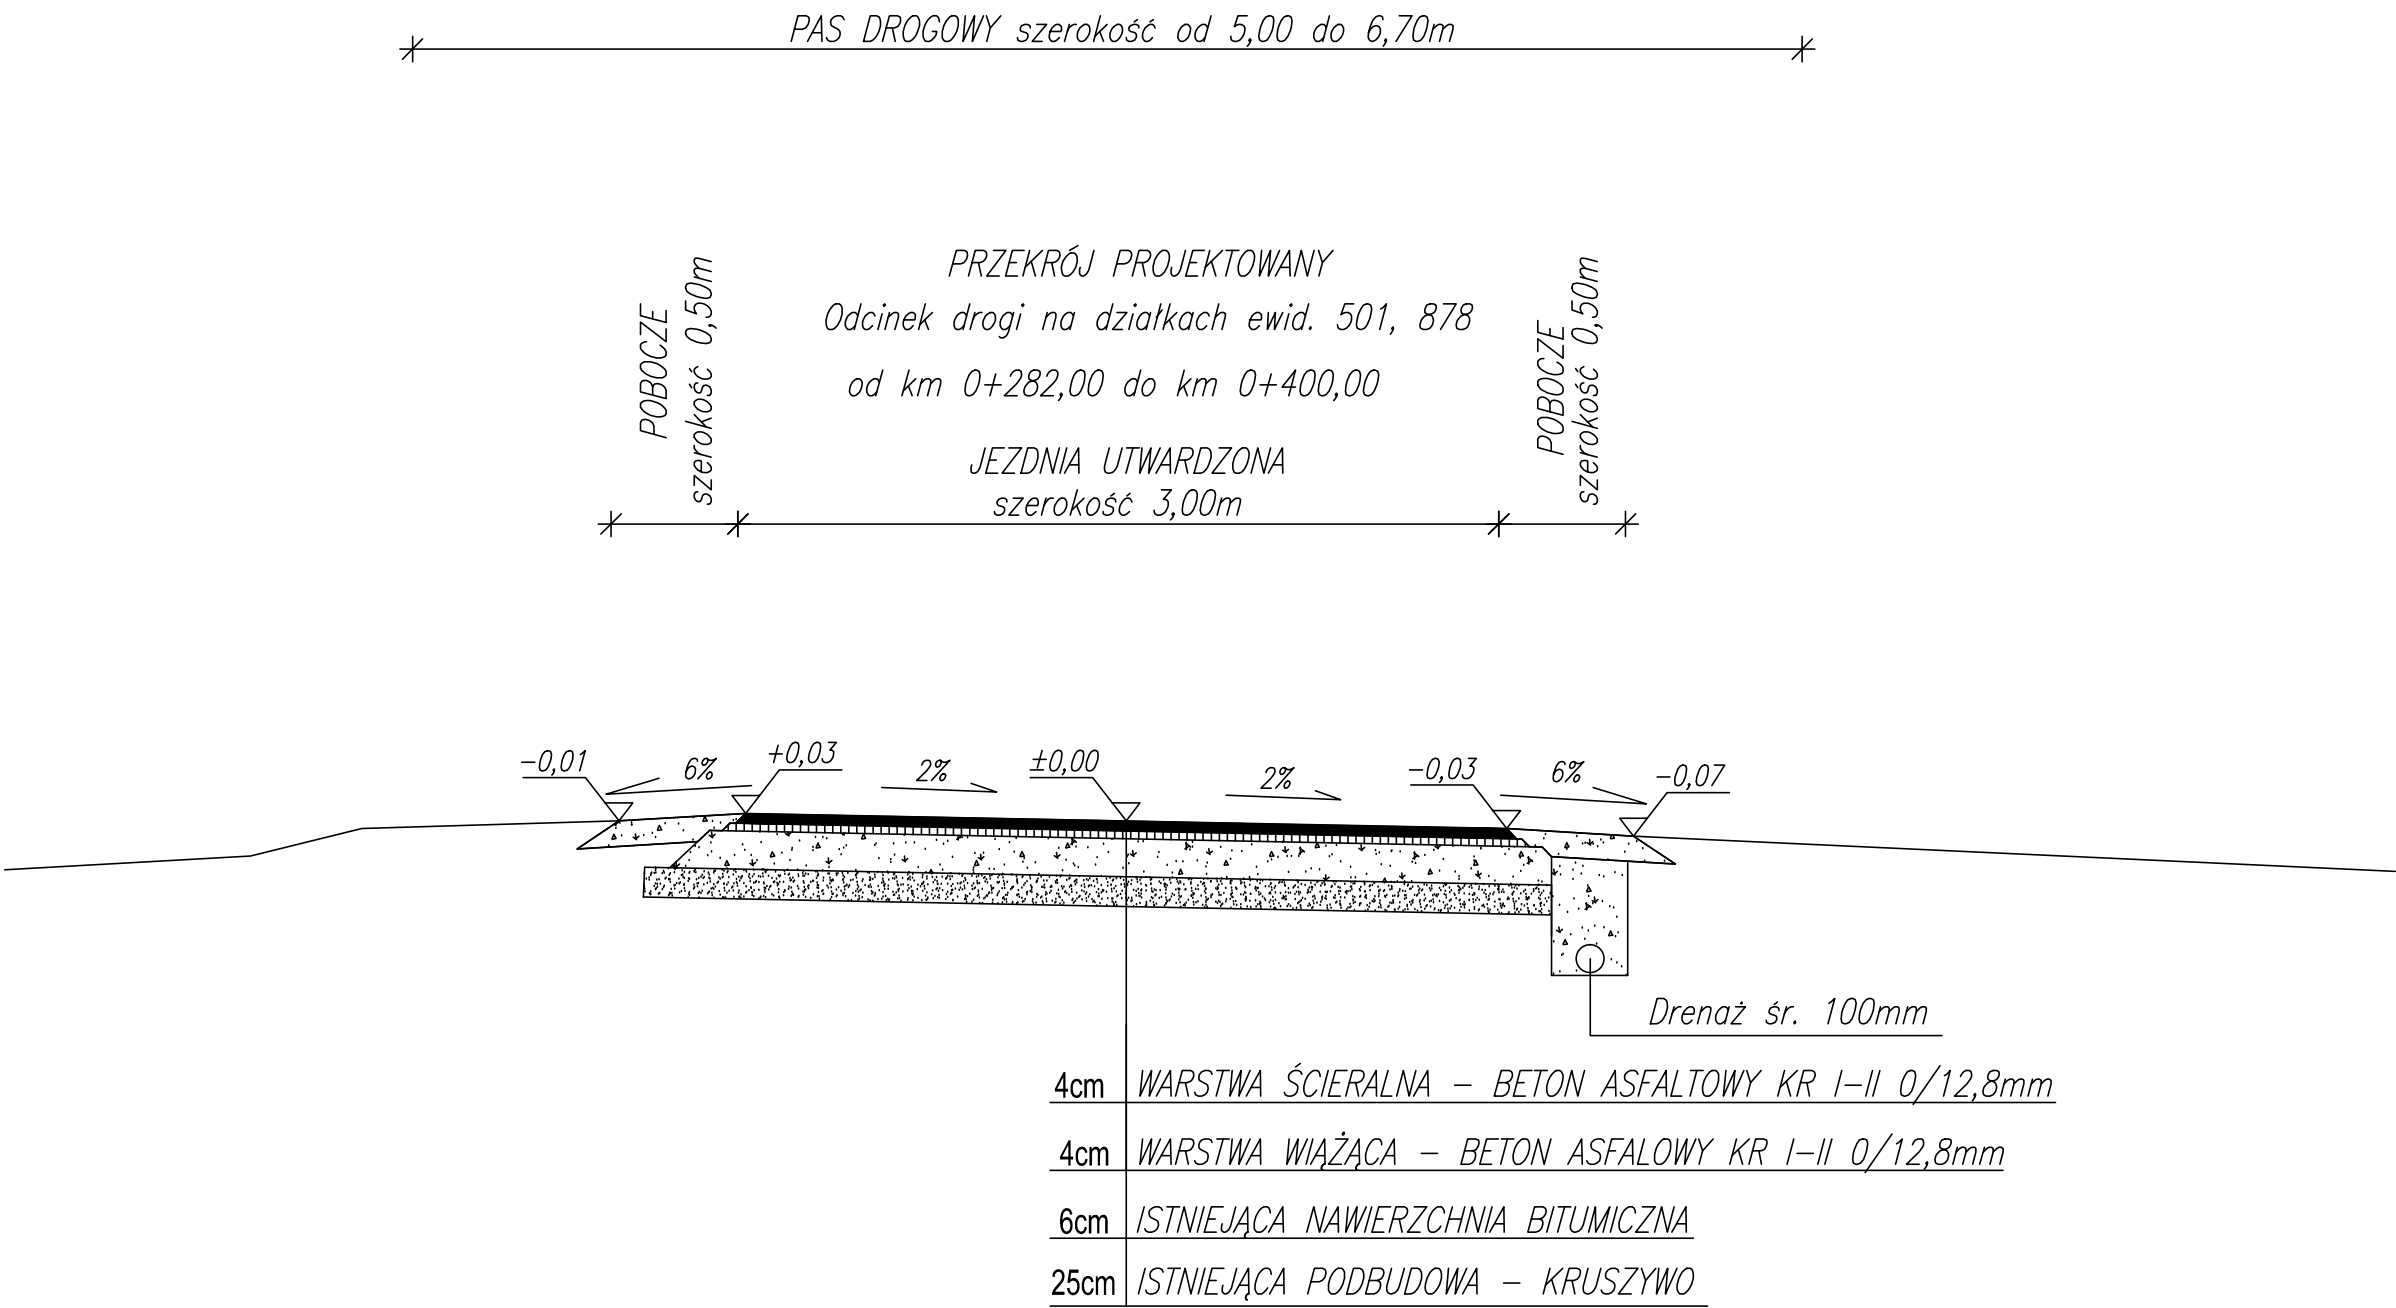 PAS DROGOWY szerokość od 5,00 do 6,70m
PRZEKRÓJ PROJEKTOWANY
Odcinek drogi na działkach ewid. 501, 878
od km 0+282,00 do km 0+400,00
POBOCZE
szerokość 0,50m
JEZDNIA UTWARDZONA
szerokość 3,00m
POBOCZE
szerokość 0,50m
-0,01
6%
+0,03
2%
±0,00
2%
-0,03
6%
-0,07
Drenaż śr. 100mm
4cm WARSTWA ŚCIERALNA - BETON ASFALTOWY KR I-II 0/12,8mm
4cm WARSTWA WIĄŻĄCA - BETON ASFALOWY KR I-II 0/12,8mm
6cm ISTNIEJĄCA NAWIERZCHNIA BITUMICZNA
25cm ISTNIEJĄCA PODBUDOWA - KRUSZYWO